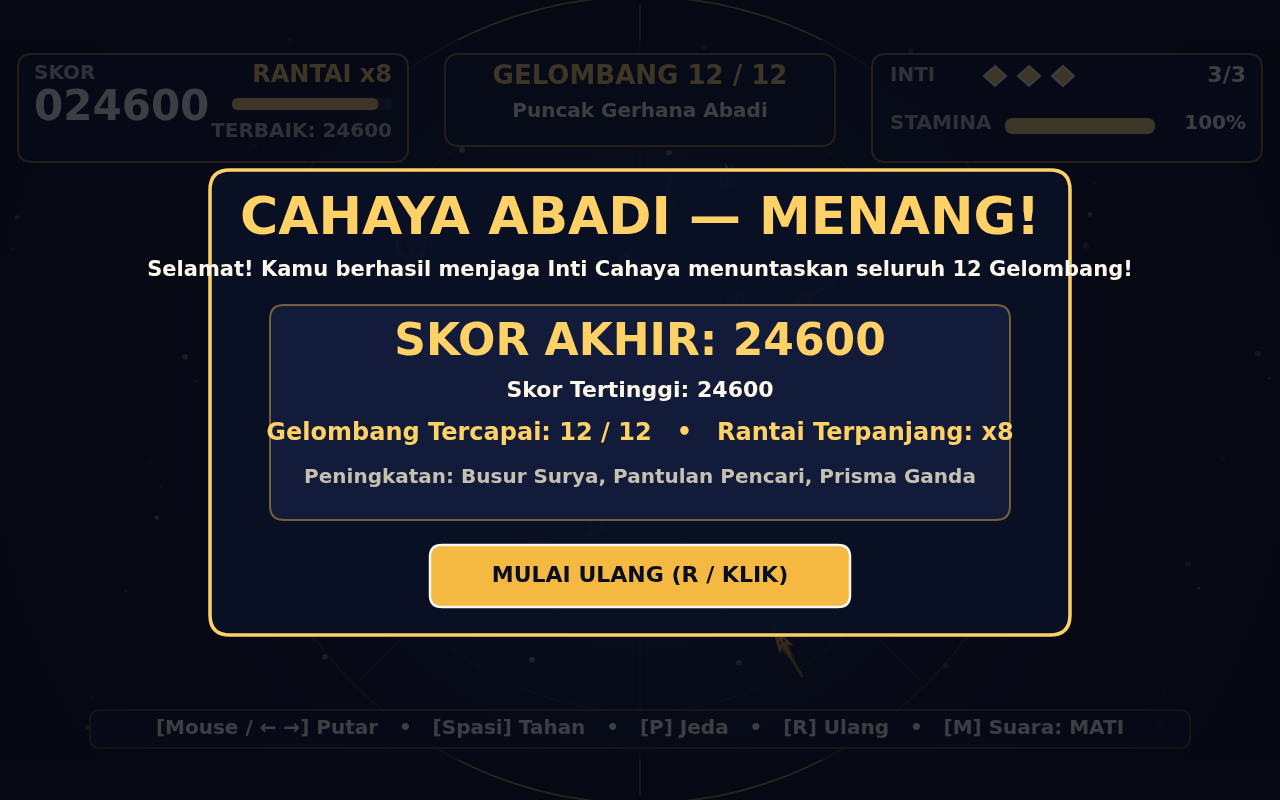 SKOR
RANTAI x8
024600
TERBAIK: 24600
GELOMBANG 12 / 12
Puncak Gerhana Abadi
INTI
3/3
STAMINA
100%
CAHAYA ABADI — MENANG!
Selamat! Kamu berhasil menjaga Inti Cahaya menuntaskan seluruh 12 Gelombang!
SKOR AKHIR: 24600
Skor Tertinggi: 24600
Gelombang Tercapai: 12 / 12 • Rantai Terpanjang: x8
Peningkatan: Busur Surya, Pantulan Pencari, Prisma Ganda
MULAI ULANG (R / KLIK)
[Mouse / ← →] Putar • [Spasi] Tahan • [P] Jeda • [R] Ulang • [M] Suara: MATI